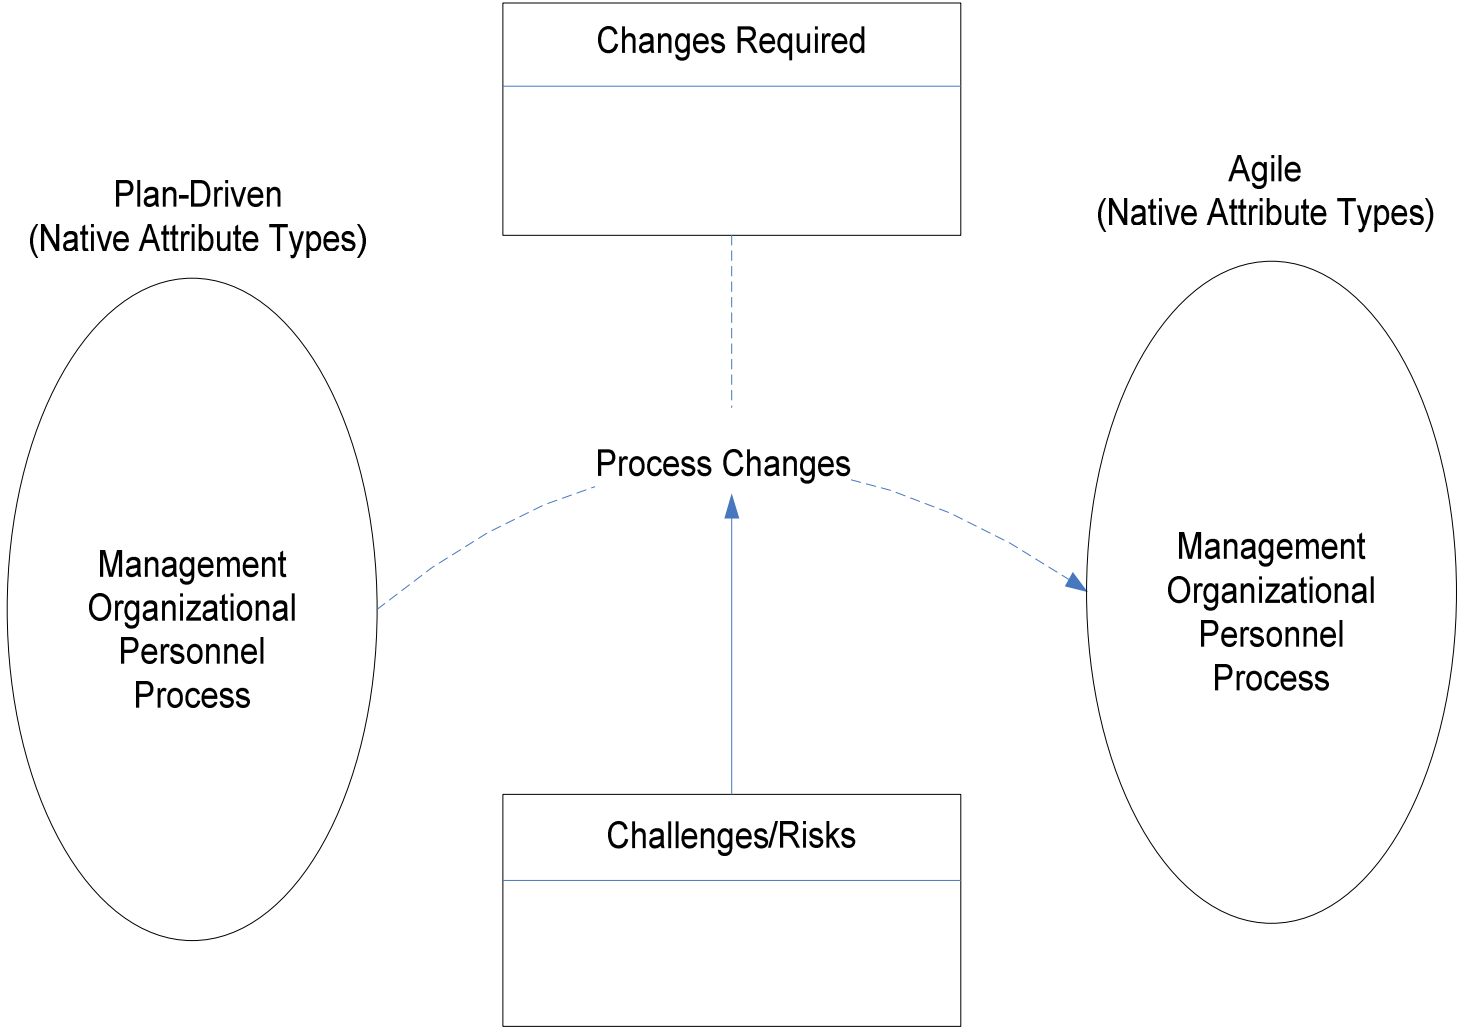 Changes Required
Plan-Driven
(Native Attribute Types)
Agile
(Native Attribute Types)
Process Changes
Management
Organizational
Personnel
Process
Management
Organizational
Personnel
Process
Challenges/Risks